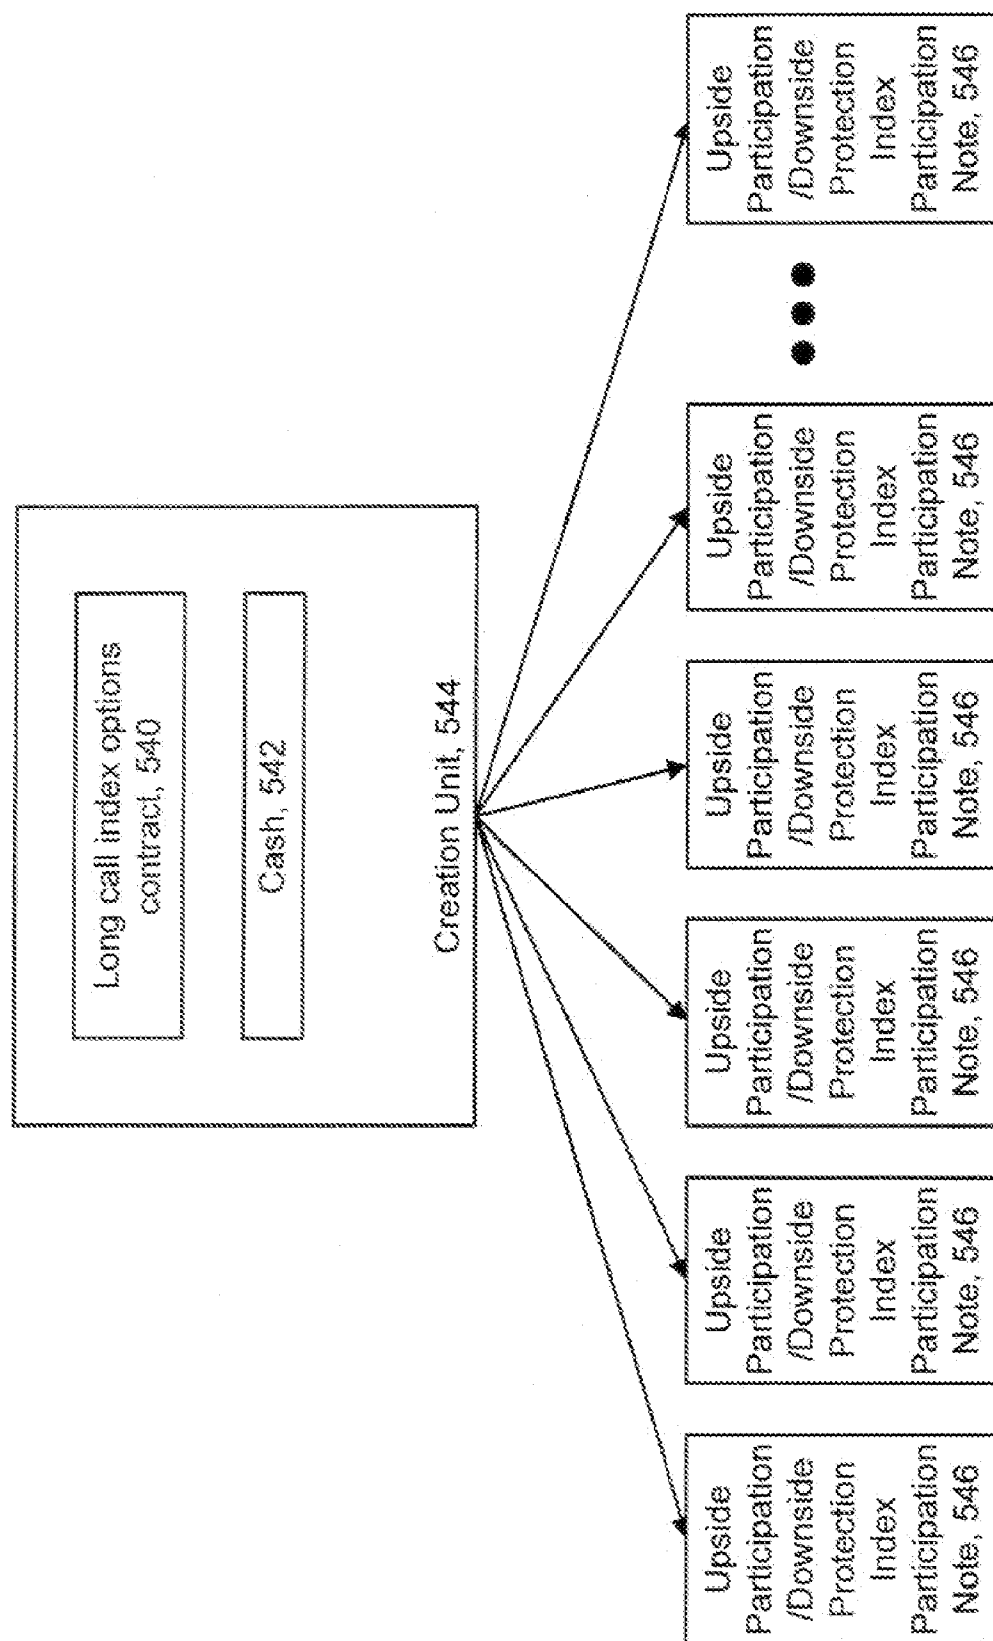 Long call index options
contract, 540
Cash, 542
Creation Unit, 544
Upside
Participation
/Downside
Protection
Index
Participation
Note, 546
Upside
Participation
/Downside
Protection
Index
Participation
Note, 546
Upside
Participation
/Downside
Protection
Index
Participation
Note, 546
Upside
Participation
/Downside
Protection
Index
Participation
Note, 546
Upside
Participation
/Downside
Protection
Index
Participation
Note, 546
Upside
Participation
/Downside
Protection
Index
Participation
Note, 546